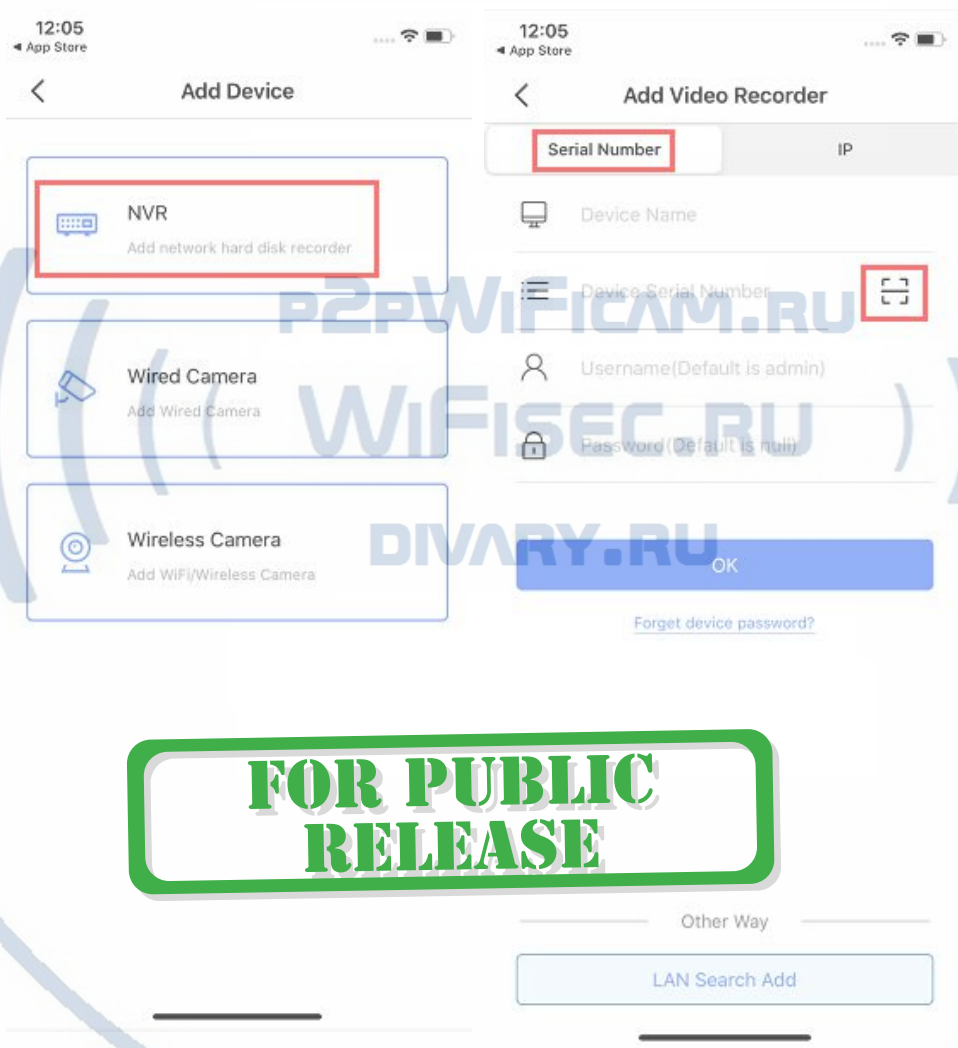 12:05
App Store
Add Device
NVR
Add network hard disk recorder
Wired Camera
Add Wired Camera
Wireless Camera
Add WiFi/Wireless Camera
12:05
App Store
Add Video Recorder
Serial Number
IP
Device Name
Device Serial Number
Username(Default is admin)
Password(Default is null)
OK
Forget device password?
Other Way
LAN Search Add
P2PWIFICAM.RU
WIFISEC.RU
DIVARY.RU
FOR PUBLIC
RELEASE